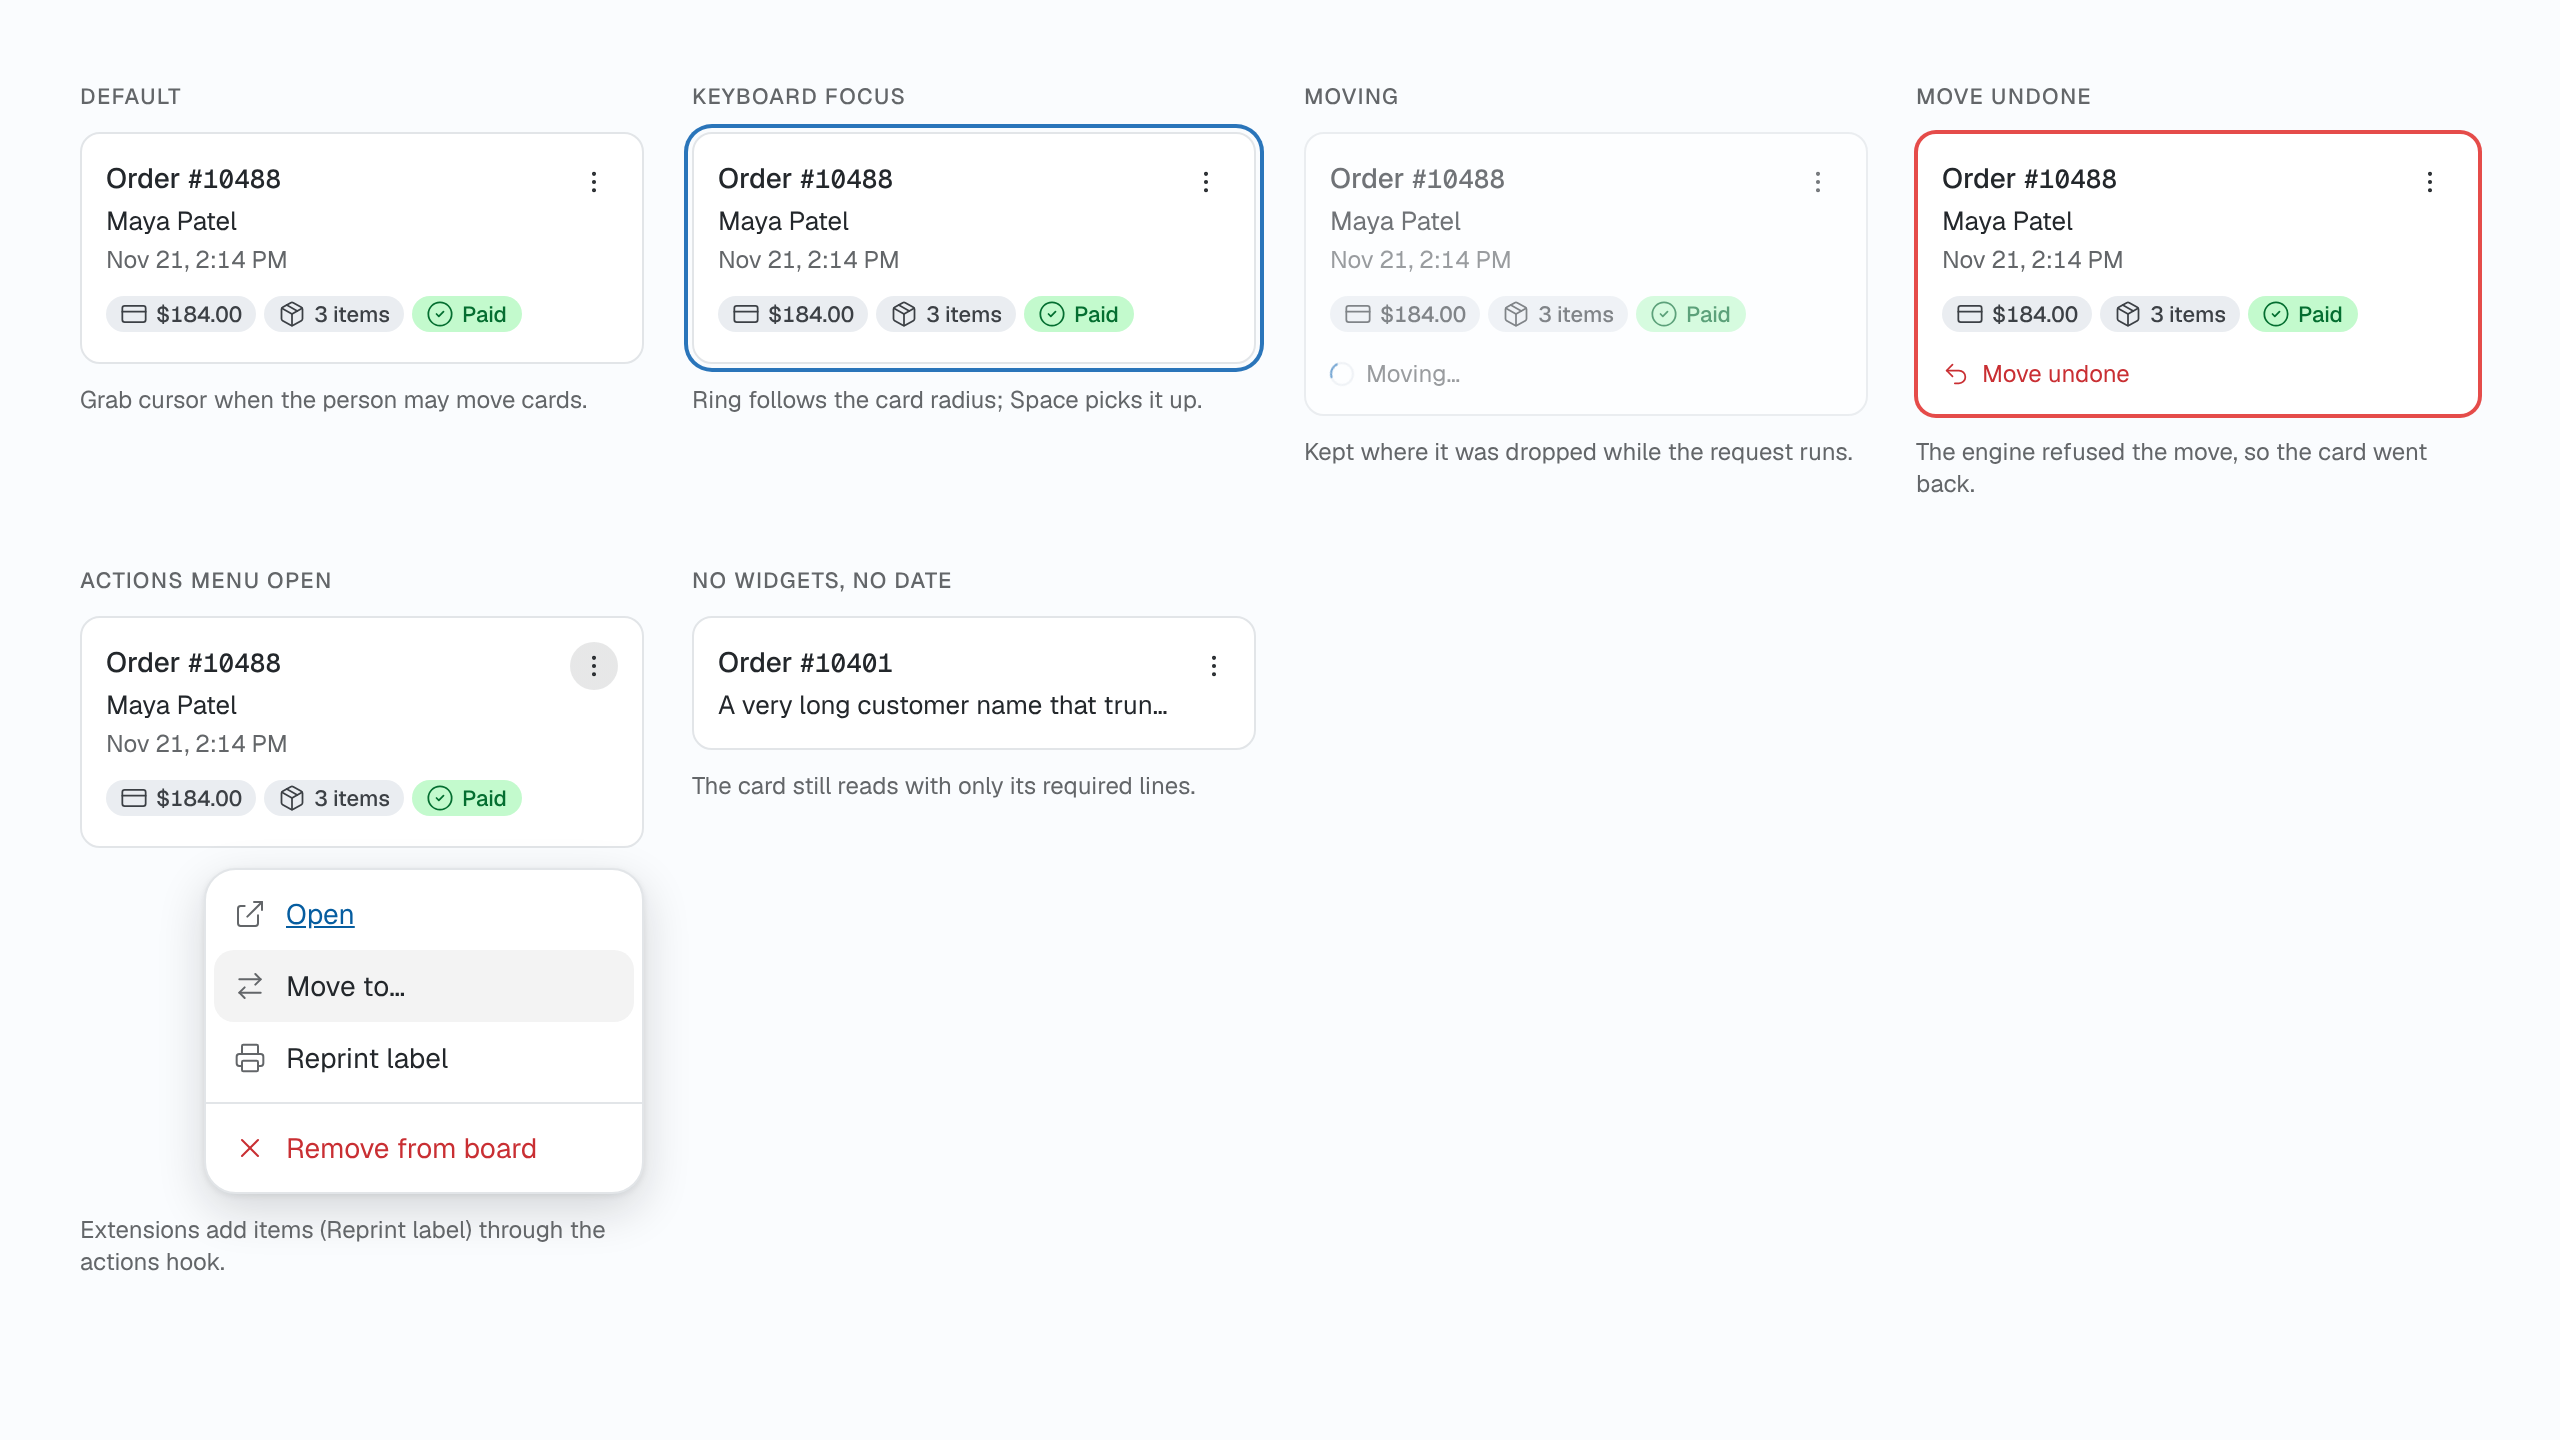 DEFAULT
Order #10488
Maya Patel
Nov 21, 2:14 PM
$184.00 3 items Paid
Grab cursor when the person may move cards.
KEYBOARD FOCUS
Order #10488
Maya Patel
Nov 21, 2:14 PM
$184.00 3 items Paid
Ring follows the card radius; Space picks it up.
MOVING
Order #10488
Maya Patel
Nov 21, 2:14 PM
$184.00 3 items Paid
Moving…
Kept where it was dropped while the request runs.
MOVE UNDONE
Order #10488
Maya Patel
Nov 21, 2:14 PM
$184.00 3 items Paid
Move undone
The engine refused the move, so the card went
back.
ACTIONS MENU OPEN
Order #10488
Maya Patel
Nov 21, 2:14 PM
$184.00 3 items Paid
Open
Move to…
Reprint label
Remove from board
Extensions add items (Reprint label) through the
actions hook.
NO WIDGETS, NO DATE
Order #10401
A very long customer name that trun…
The card still reads with only its required lines.